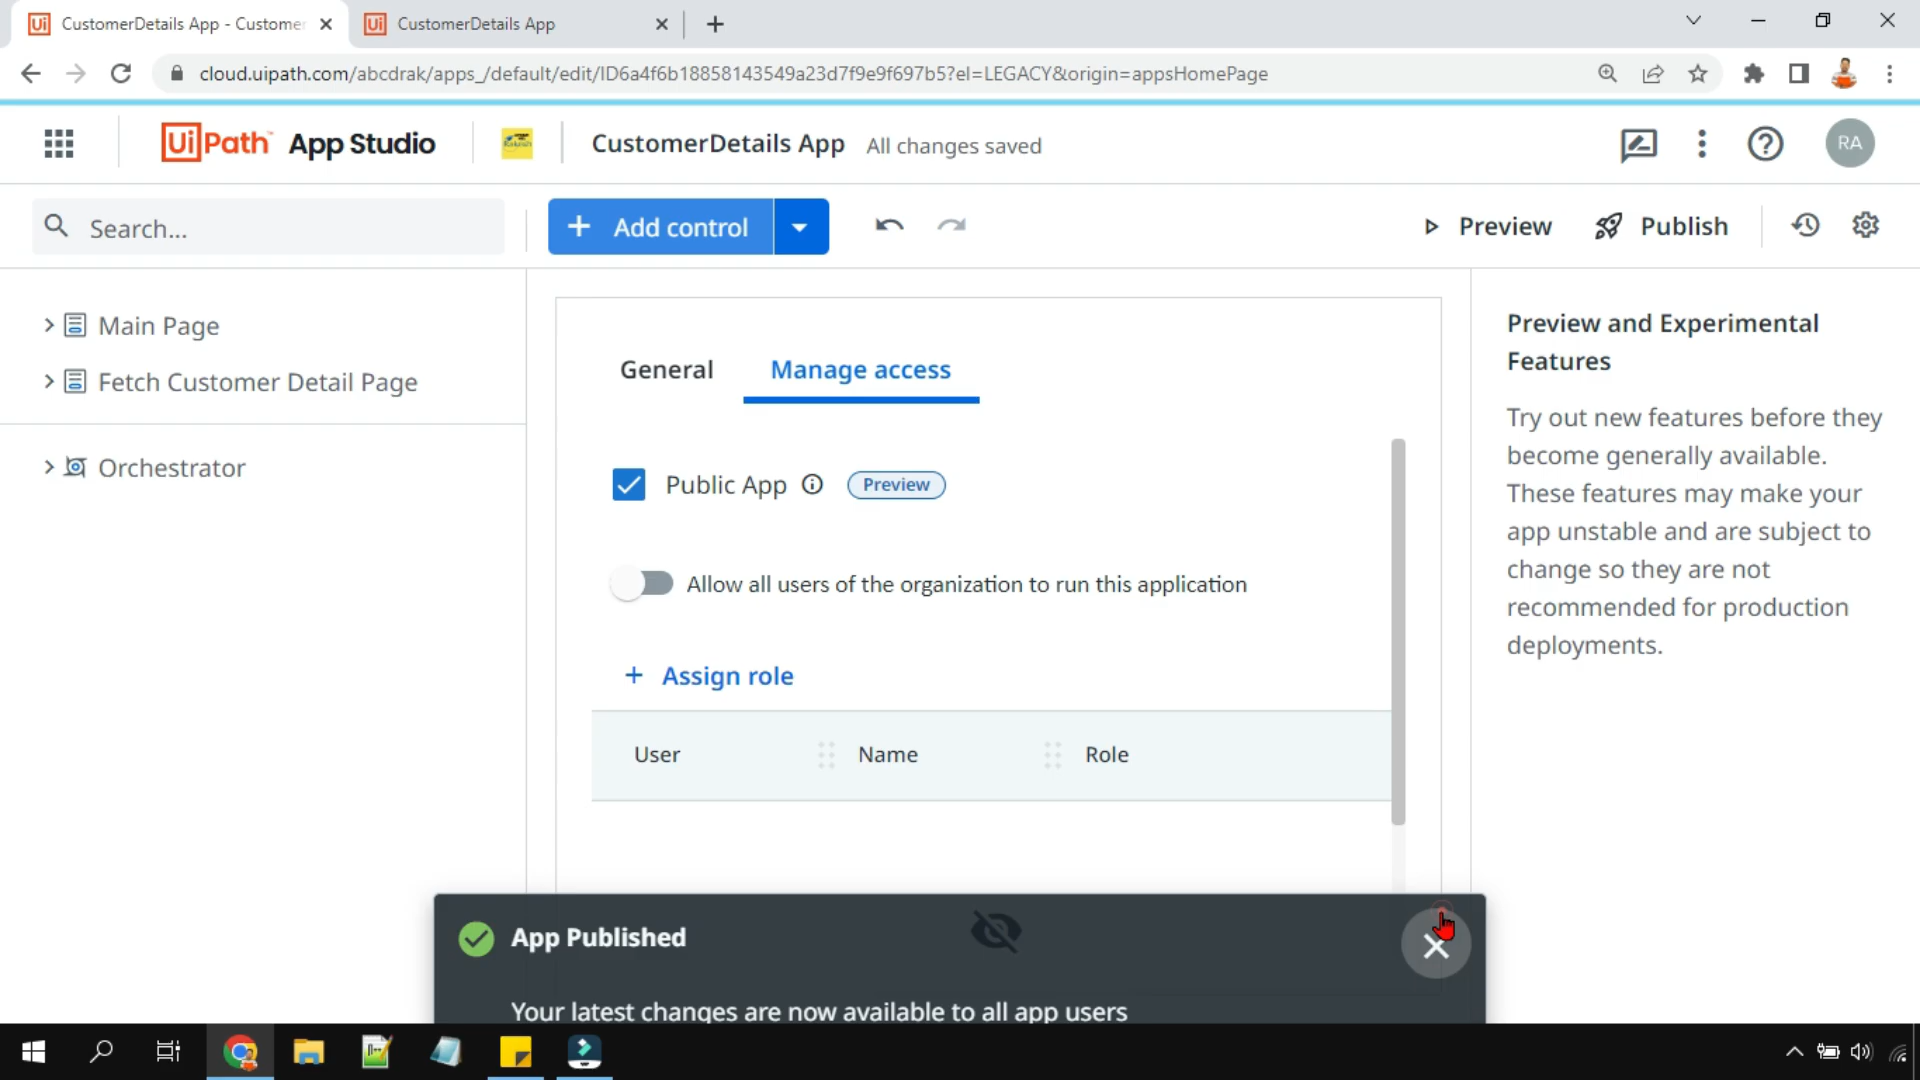 CustomerDetails App - Customer
CustomerDetails App
cloud.uipath.com/abcdrak/apps_/default/edit/ID6a4f6b18858143549a23d7f9e9f697b5?el=LEGACY&origin=appsHomePage
UiPath™ App Studio
CustomerDetails App All changes saved
RA
Search...
Add control
Preview
Publish
Main Page
Fetch Customer Detail Page
Orchestrator
General
Manage access
Public App
Preview
Allow all users of the organization to run this application
Assign role
User Name Role
App Published
Your latest changes are now available to all app users
Preview and Experimental
Features
Try out new features before they
become generally available.
These features may make your
app unstable and are subject to
change so they are not
recommended for production
deployments.